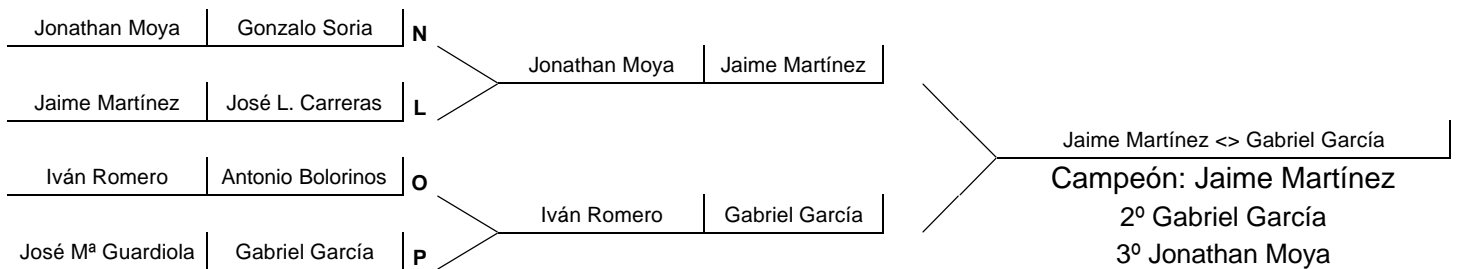 Jonathan Moya Gonzalo Soria N
Jonathan Moya Jaime Martínez
Jaime Martínez José L. Carreras L
Jaime Martínez <> Gabriel García
Iván Romero Antonio Bolorinos O
Campeón: Jaime Martínez
Iván Romero Gabriel García
2º Gabriel García
José Mª Guardiola Gabriel García P
3º Jonathan Moya